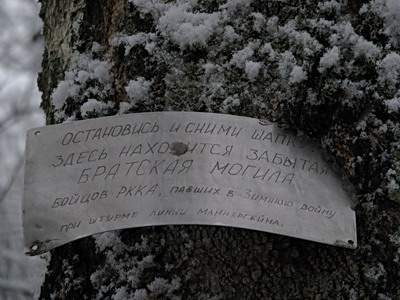 ОСТАНОВИСЬ И СНИМИ ШАПКУ
ЗДЕСЬ НАХОДИТСЯ ЗАБЫТАЯ
БРАТСКАЯ МОГИЛА
БОЙЦОВ РККА, ПАВШИХ В ЗИМНЮЮ ВОЙНУ
ПРИ ШТУРМЕ ЛИНИИ МАННЕРГЕЙМА.